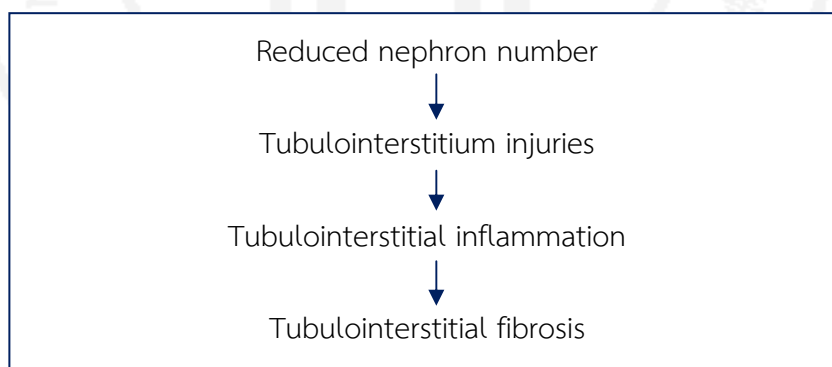 Reduced nephron number
Tubulointerstitium injuries
Tubulointerstitial inflammation
Tubulointerstitial fibrosis